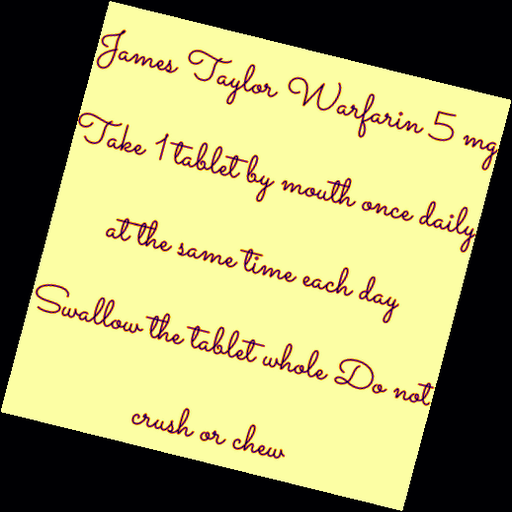 James Taylor Warfarin 5 mg
Take 1 tablet by mouth once daily
at the same time each day
Swallow the tablet whole Do not
crush or chew